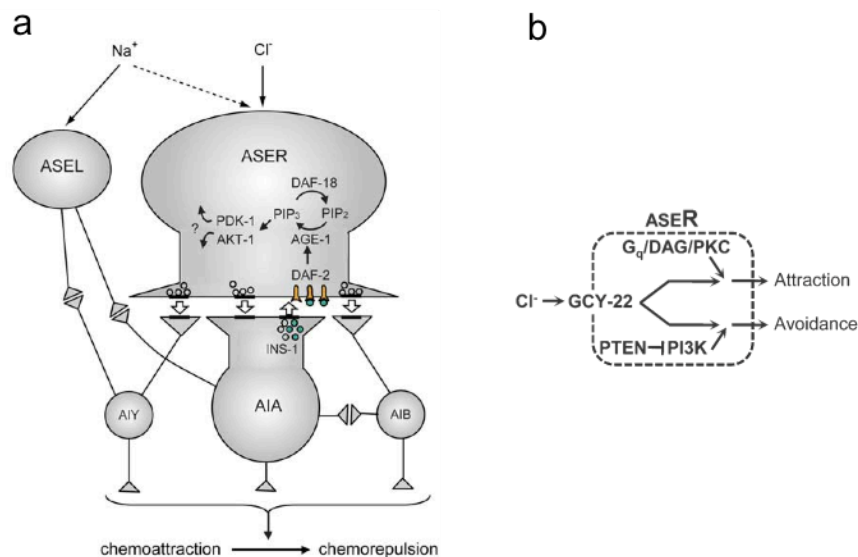 a
Na+
Cl-
ASEL
ASER
DAF-18
PDK-1
PIP3
PIP2
?
AKT-1
AGE-1
DAF-2
INS-1
AIY
AIA
AIB
chemoattraction
chemorepulsion
b
ASER
Gq/DAG/PKC
Cl-
GCY-22
Attraction
Avoidance
PTEN
PI3K